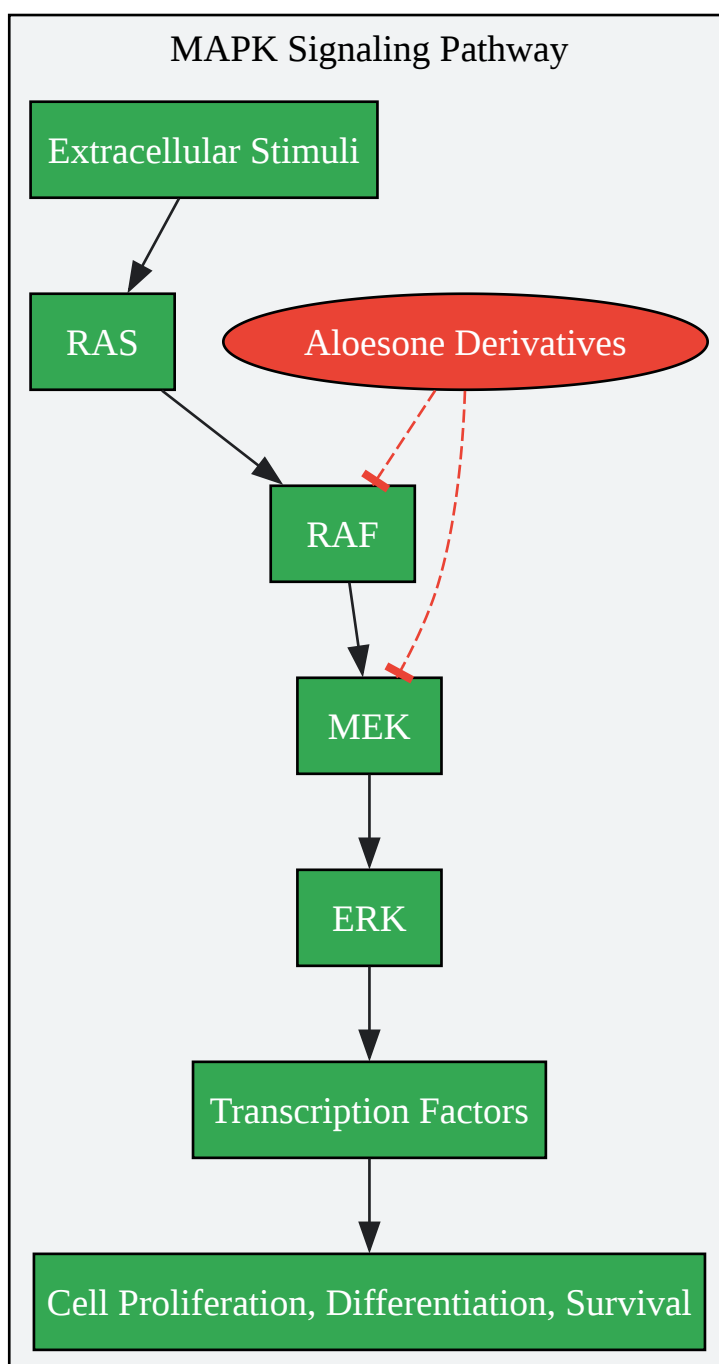 MAPK Signaling Pathway
Extracellular Stimuli
RAS
Aloesone Derivatives
RAF
MEK
ERK
Transcription Factors
Cell Proliferation, Differentiation, Survival